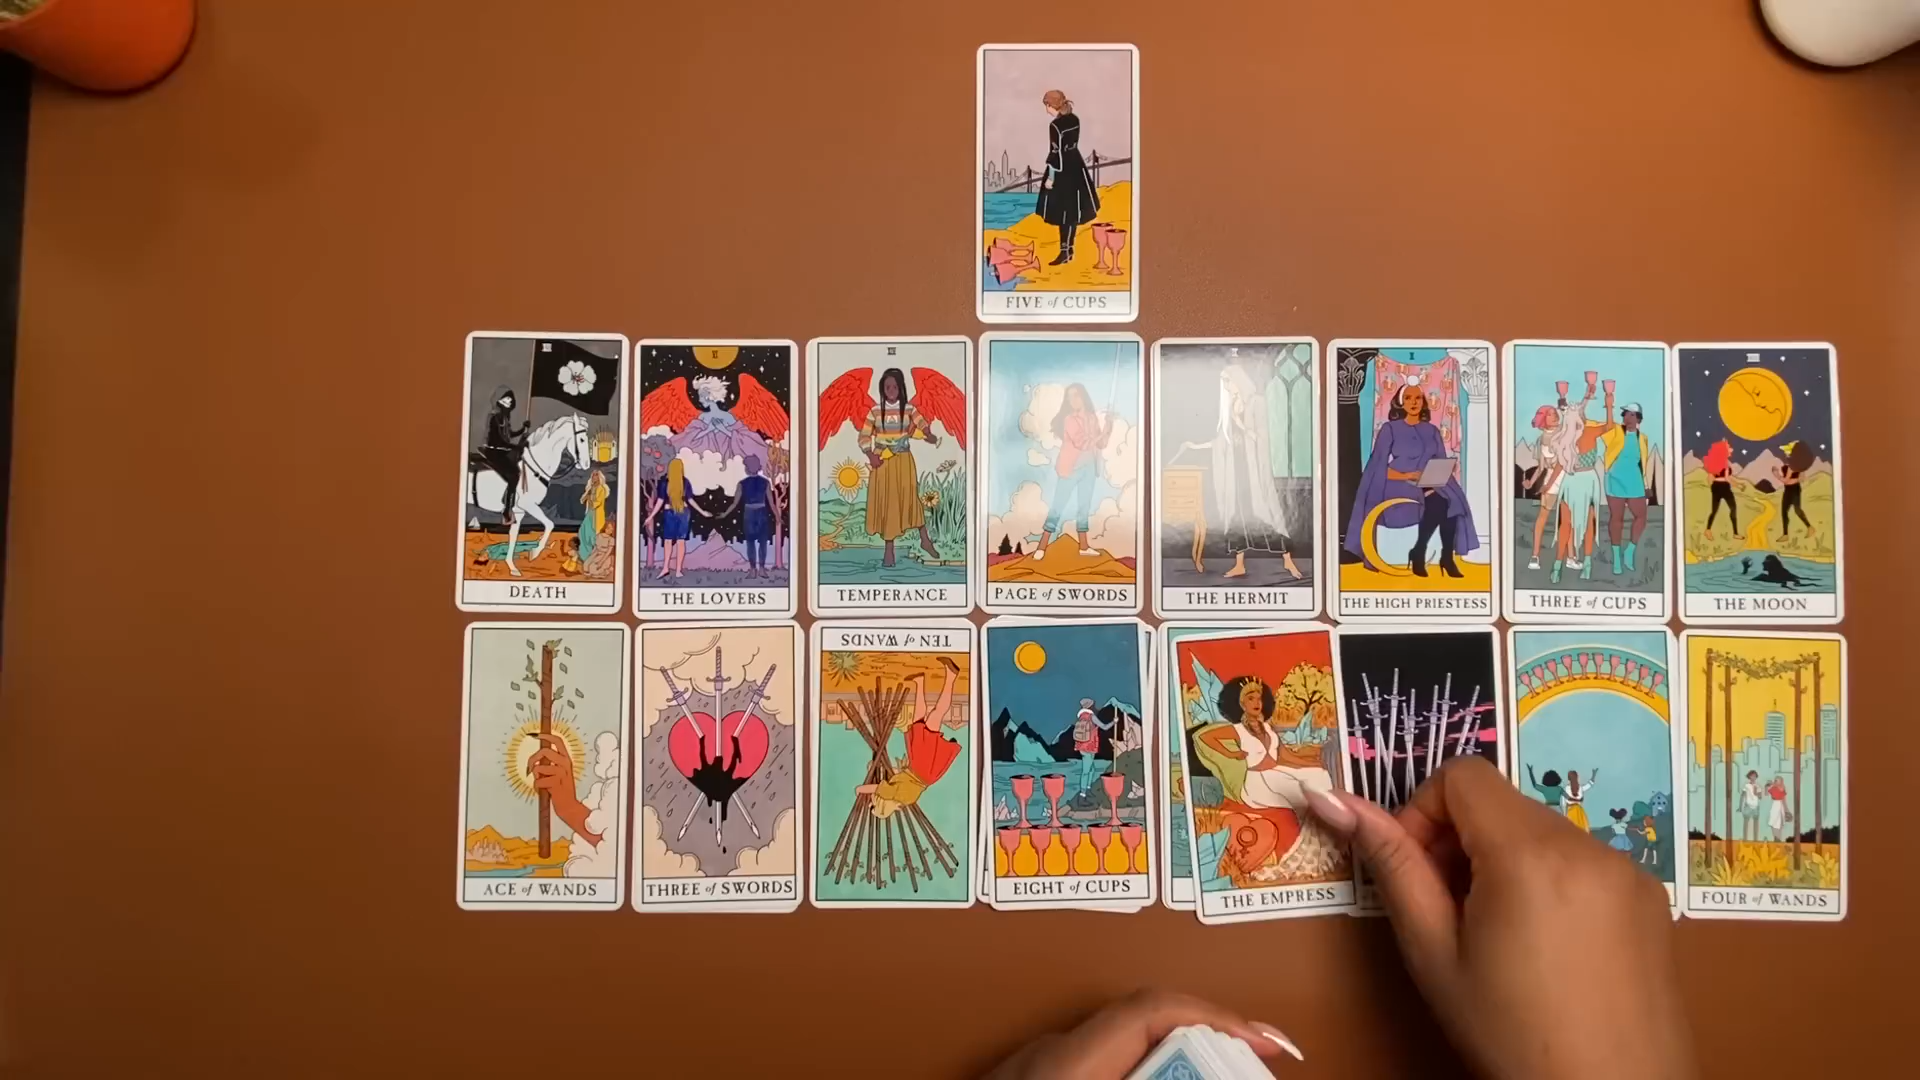 FIVE of CUPS
DEATH
THE LOVERS
TEMPERANCE
PAGE of SWORDS
THE HERMIT
THE HIGH PRIESTESS
THREE of CUPS
THE MOON
ACE of WANDS
THREE of SWORDS
TEN of WANDS
EIGHT of CUPS
THE EMPRESS
FOUR of WANDS